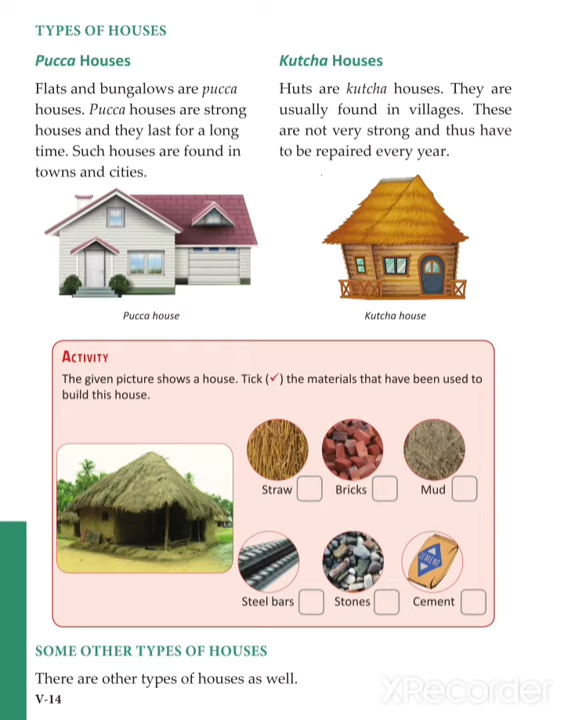 TYPES OF HOUSES
Pucca Houses
Flats and bungalows are pucca
houses. Pucca houses are strong
houses and they last for a long
time. Such houses are found in
towns and cities.
Kutcha Houses
Huts are kutcha houses. They are
usually found in villages. These
are not very strong and thus have
to be repaired every year.
Pucca house
Kutcha house
ACTIVITY
The given picture shows a house. Tick (✓) the materials that have been used to
build this house.
Straw
Bricks
Mud
CEMENT
Steel bars
Stones
Cement
SOME OTHER TYPES OF HOUSES
There are other types of houses as well.
V-14
XRecorder